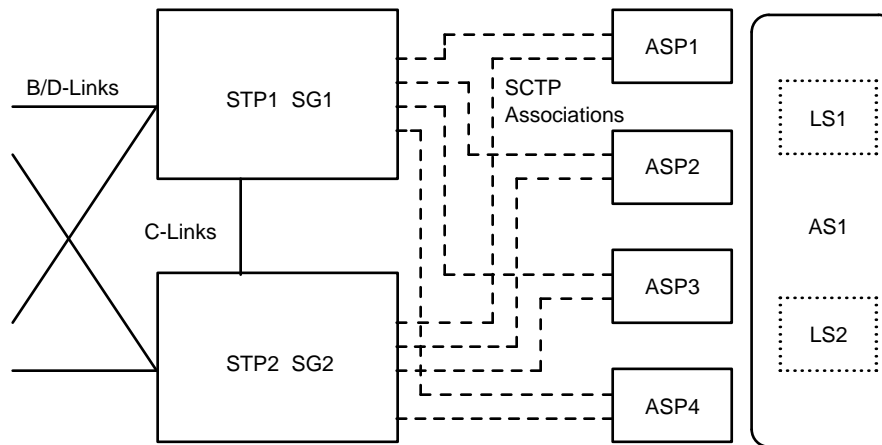 ASP1
B/D-Links
STP1 SG1
SCTP
Associations
LS1
ASP2
C-Links
AS1
ASP3
STP2 SG2
LS2
ASP4